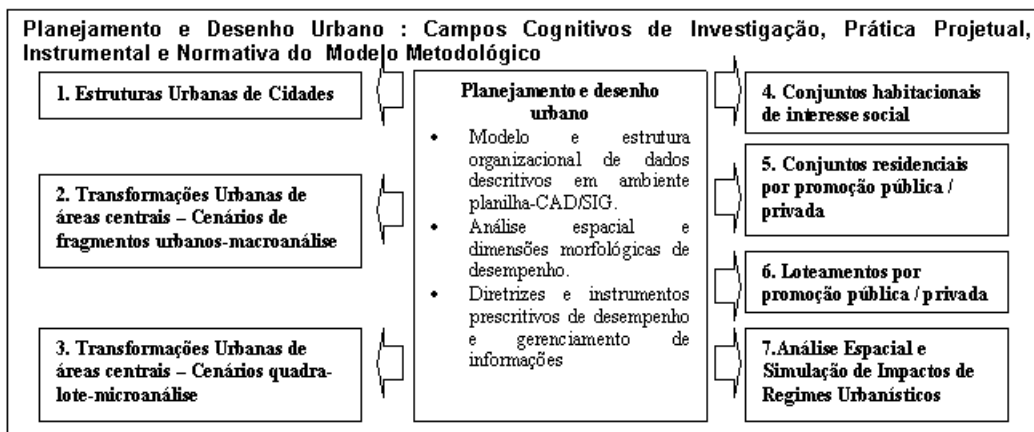 Planejamento e Desenho Urbano : Campos Cognitivos de Investigação, Prática Projetual,
Instrumental e Normativa do Modelo Metodológico
1. Estruturas Urbanas de Cidades
2. Transformações Urbanas de
áreas centrais – Cenários de
fragmentos urbanos-macroanálise
3. Transformações Urbanas de
áreas centrais – Cenários quadra-
lote-microanálise
Planejamento e desenho
urbano
• Modelo e estrutura
organizacional de dados
descritivos em ambiente
planilha-CAD/SIG.
• Análise espacial e
dimensões morfológicas de
desempenho.
• Diretrizes e instrumentos
prescritivos de desempenho
e gerenciamento de
informações
4. Conjuntos habitacionais
de interesse social
5. Conjuntos residenciais
por promoção pública /
privada
6. Loteamentos por
promoção pública / privada
7.Análise Espacial e
Simulação de Impactos de
Regimes Urbanísticos